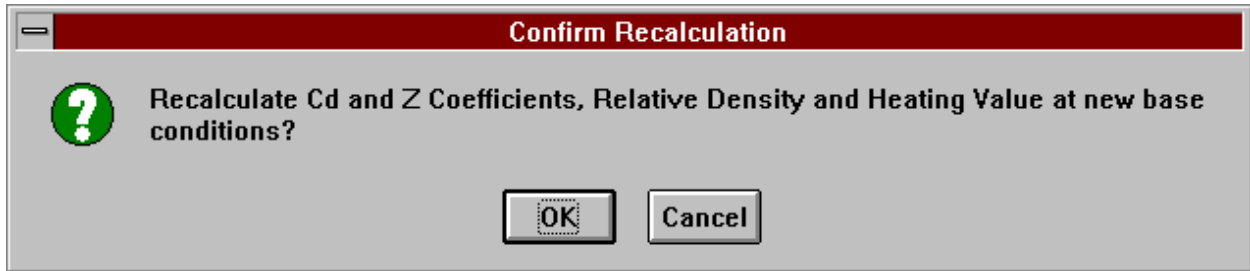 Confirm Recalculation
Recalculate Cd and Z Coefficients, Relative Density and Heating Value at new base
conditions?
OK
Cancel